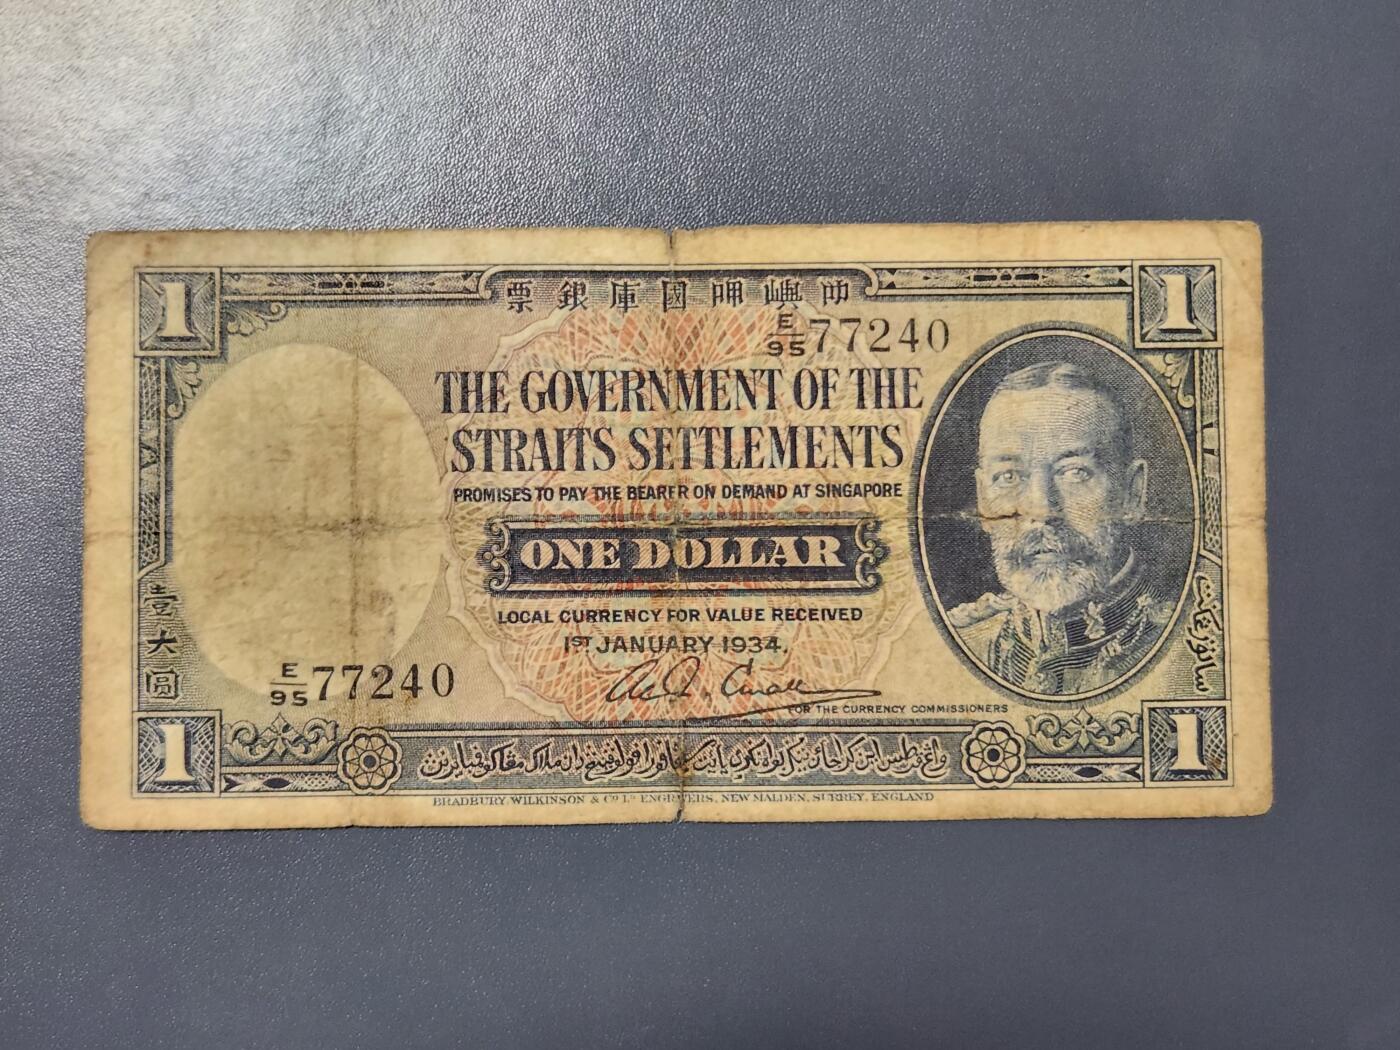 1
1
叻嶼呷國庫銀票
E/95 77240
THE GOVERNMENT OF THE
STRAITS SETTLEMENTS
PROMISES TO PAY THE BEARER ON DEMAND AT SINGAPORE
ONE DOLLAR
LOCAL CURRENCY FOR VALUE RECEIVED
1ST JANUARY 1934.
壹大圓
E/95 77240
FOR THE CURRENCY COMMISSIONERS
1
1
BRADBURY, WILKINSON & Co. Ld. ENGRAVERS, NEW MALDEN, SURREY, ENGLAND